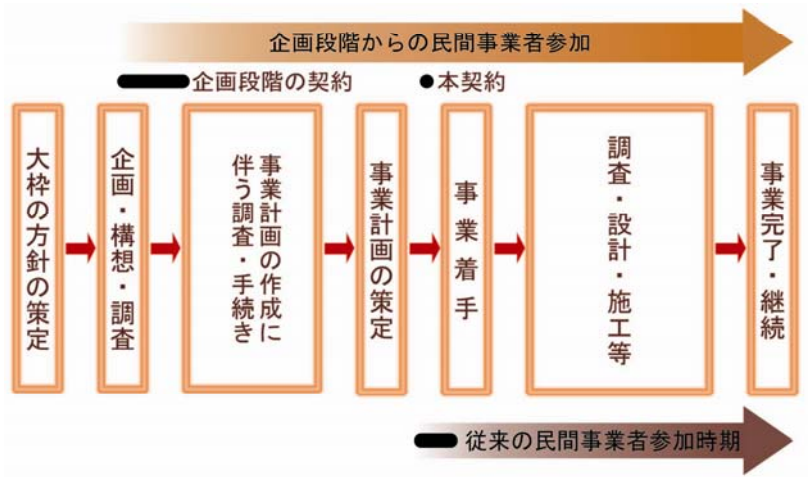 企画段階からの民間事業者参加
企画段階の契約
本契約
大枠の方針の策定
企画・構想・調査
事業計画の作成に
伴う調査・手続き
事業計画の策定
事業着手
調査・設計・施工等
事業完了・継続
従来の民間事業者参加時期